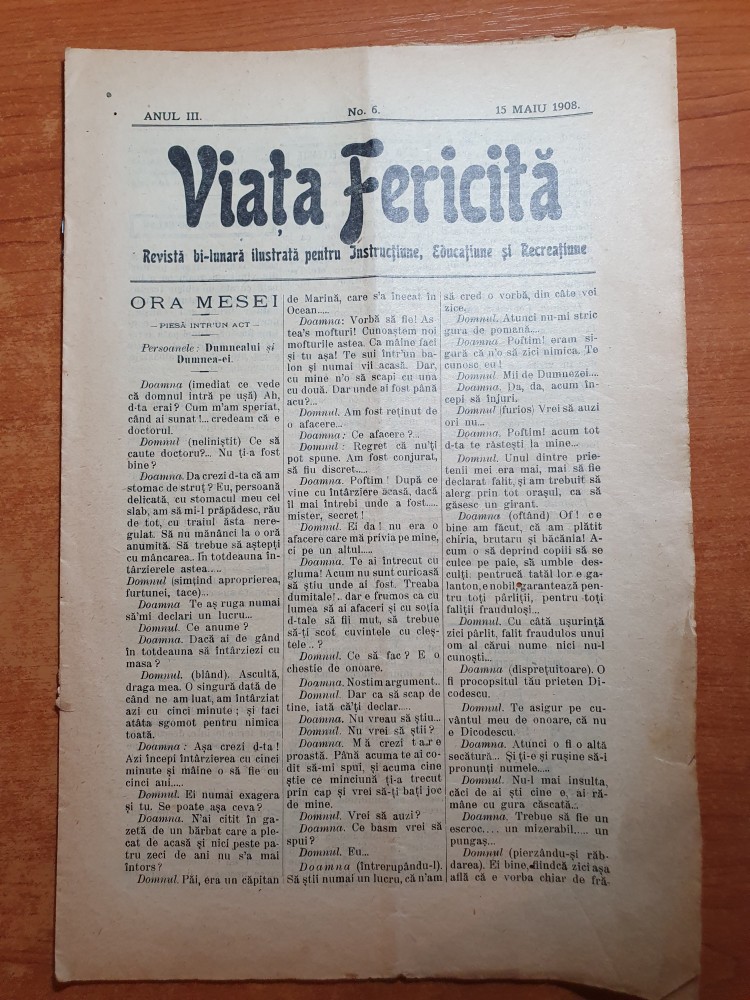 ANUL III.
No. 6.
15 MAIU 1908.
Viața Fericită
Revistă bi-lunară ilustrată pentru Instrucțiune, Educațiune și Recreațiune
ORA MESEI
— PIESĂ INTR'UN ACT —
Persoanele: Dumnealui și
Dumnea-ei.
Doamna (imediat ce vede
că domnul intră pe ușă) Ah,
d-ta erai? Cum m'am speriat,
când ai sunat!... credeam că e
doctorul.
Domnul (neliniștit) Ce să
caute doctoru?.. Nu ți-a fost
bine?
Doamna. Da crezi d-ta că am
stomac de struț? Eu, persoană
delicată, cu stomacul meu cel
slab, am să mi-l prăpădesc, rău
de tot, cu traiul ăsta nere-
gulat. Să nu mănânci la o oră
anumită. Să trebue să aștepți
cu mâncarea.. În totdeauna în-
târzierele astea.....
Domnul (simțind aproprierea,
furtunei, tace)...
Doamna Te aș ruga numai
să'mi declari un lucru...
Domnul. Ce anume?
Doamna. Dacă ai de gând
în totdeauna să întârziezi cu
masa?
Domnul. (blând). Ascultă,
draga mea. O singură dată de
când ne am luat, am întârziat
azi cu cinci minute; și faci
atâta sgomot pentru nimica
toată.
Doamna: Așa crezi d-ta!
Azi începi întârzierea cu cinci
minute și mâine o să fie cu
cinci ani.....
Domnul. Ei numai exagera
și tu. Se poate așa ceva?
Doamna. N'ai citit în ga-
zetă de un bărbat care a ple-
cat de acasă și nici peste pa-
tru zeci de ani nu s'a mai
întors?
Domnul. Păi, era un căpitan
de Marină, care s'a înecat în
Ocean.....
Doamna: Vorbă să fie! As
tea's mofturi! Cunoaștem noi
mofturile astea. Ca mâine faci
și tu așa! Te sui într'un ba-
lon și numai vii acasă. Dar,
cu mine n'o să scapi cu una
cu două. Dar unde ai fost până
acu?...
Domnul. Am fost reținut de
o afacere...
Doamna: Ce afacere?...
Domnul: Regret că nu'ți
pot spune. Am fost conjurat,
să fiu discret.....
Doamna. Poftim! După ce
vine cu întârziere acasă, dacă
îl mai întrebi unde a fost.....
mister, secret!
Domnul. Ei da! nu era o
afacere care mă privia pe mine,
ci pe un altul.....
Doamna. Te ai întrecut cu
gluma! Acum nu sunt curioasă
să știu unde ai fost. Treaba
dumitale!.. dar e frumos ca cu
lumea să ai afaceri și cu soția
d-tale să fii mut, să trebue
să-ți scot cuvintele cu cleș-
tele ..?
Domnul. Ce să fac? E o
chestie de onoare.
Doamna. Nostim argument..
Domnul. Dar ca să scap de
tine, iată că'ți declar.....
Doamna. Nu vreau să știu...
Domnul. Nu vrei să știi?
Doamna: Mă crezi tare
proastă. Până acuma te ai co-
dit să-mi spui, și acuma cine
știe ce minciună ți-a trecut
prin cap și vrei să-ți bați joc
de mine.
Domnul. Vrei să auzi?
Doamna. Ce basm vrei să
spui?
Domnul. Eu...
Doamna (întrerupându-l).
Să știi numai un lucru, că n'am
să cred o vorbă, din câte vei
zice.
Domnul. Atunci nu-mi stric
gura de pomană...
Doamna. Poftim! eram si-
gură că n'o să zici nimica. Te
cunosc eu!
Domnul. Mii de Dumnezei....
Doamna. Da, da, acum în-
cepi să înjuri.
Domnul (furios) Vrei să auzi
ori nu...
Doamna. Poftim! acum tot
d-ta te răstești la mine...
Domnul. Unul dintre prie-
tenii mei era mai, mai să fie
declarat falit, și am trebuit să
alerg prin tot orașul, ca să
găsesc un girant.
Doamna (oftând) Of! ce
bine am făcut, că am plătit
chiria, brutaru și băcănia! A-
cum o să deprind copiii să se
culce pe paie, să umble des-
culți. pentrucă tatăl lor e ga-
lanton, e nobil, garantează pen-
tru toți pârliții, pentru toți
faliții frauduloși...
Domnul. Cu câtă ușurință
zici pârlit, falit fraudulos unui
om al cărui nume nici nu-l
cunoști...
Doamna (disprețuitoare). O
fi procopsitul tău prieten Di-
codescu.
Domnul. Te asigur pe cu-
vântul meu de onoare, că nu
e Dicodescu.
Doamna. Atunci o fi o altă
secătură... Și ți-e și rușine să-i
pronunți numele....
Domnul. Nu-l mai insulta,
căci de ai ști cine e, ai ră-
mâne cu gura căscată...
Doamna. Trebue să fie un
escroc.... un mizerabil..... un
pungaș...
Domnul (pierzându-și răb-
darea). Ei bine, fiindcă zici așa
află că e vorba chiar de fră-